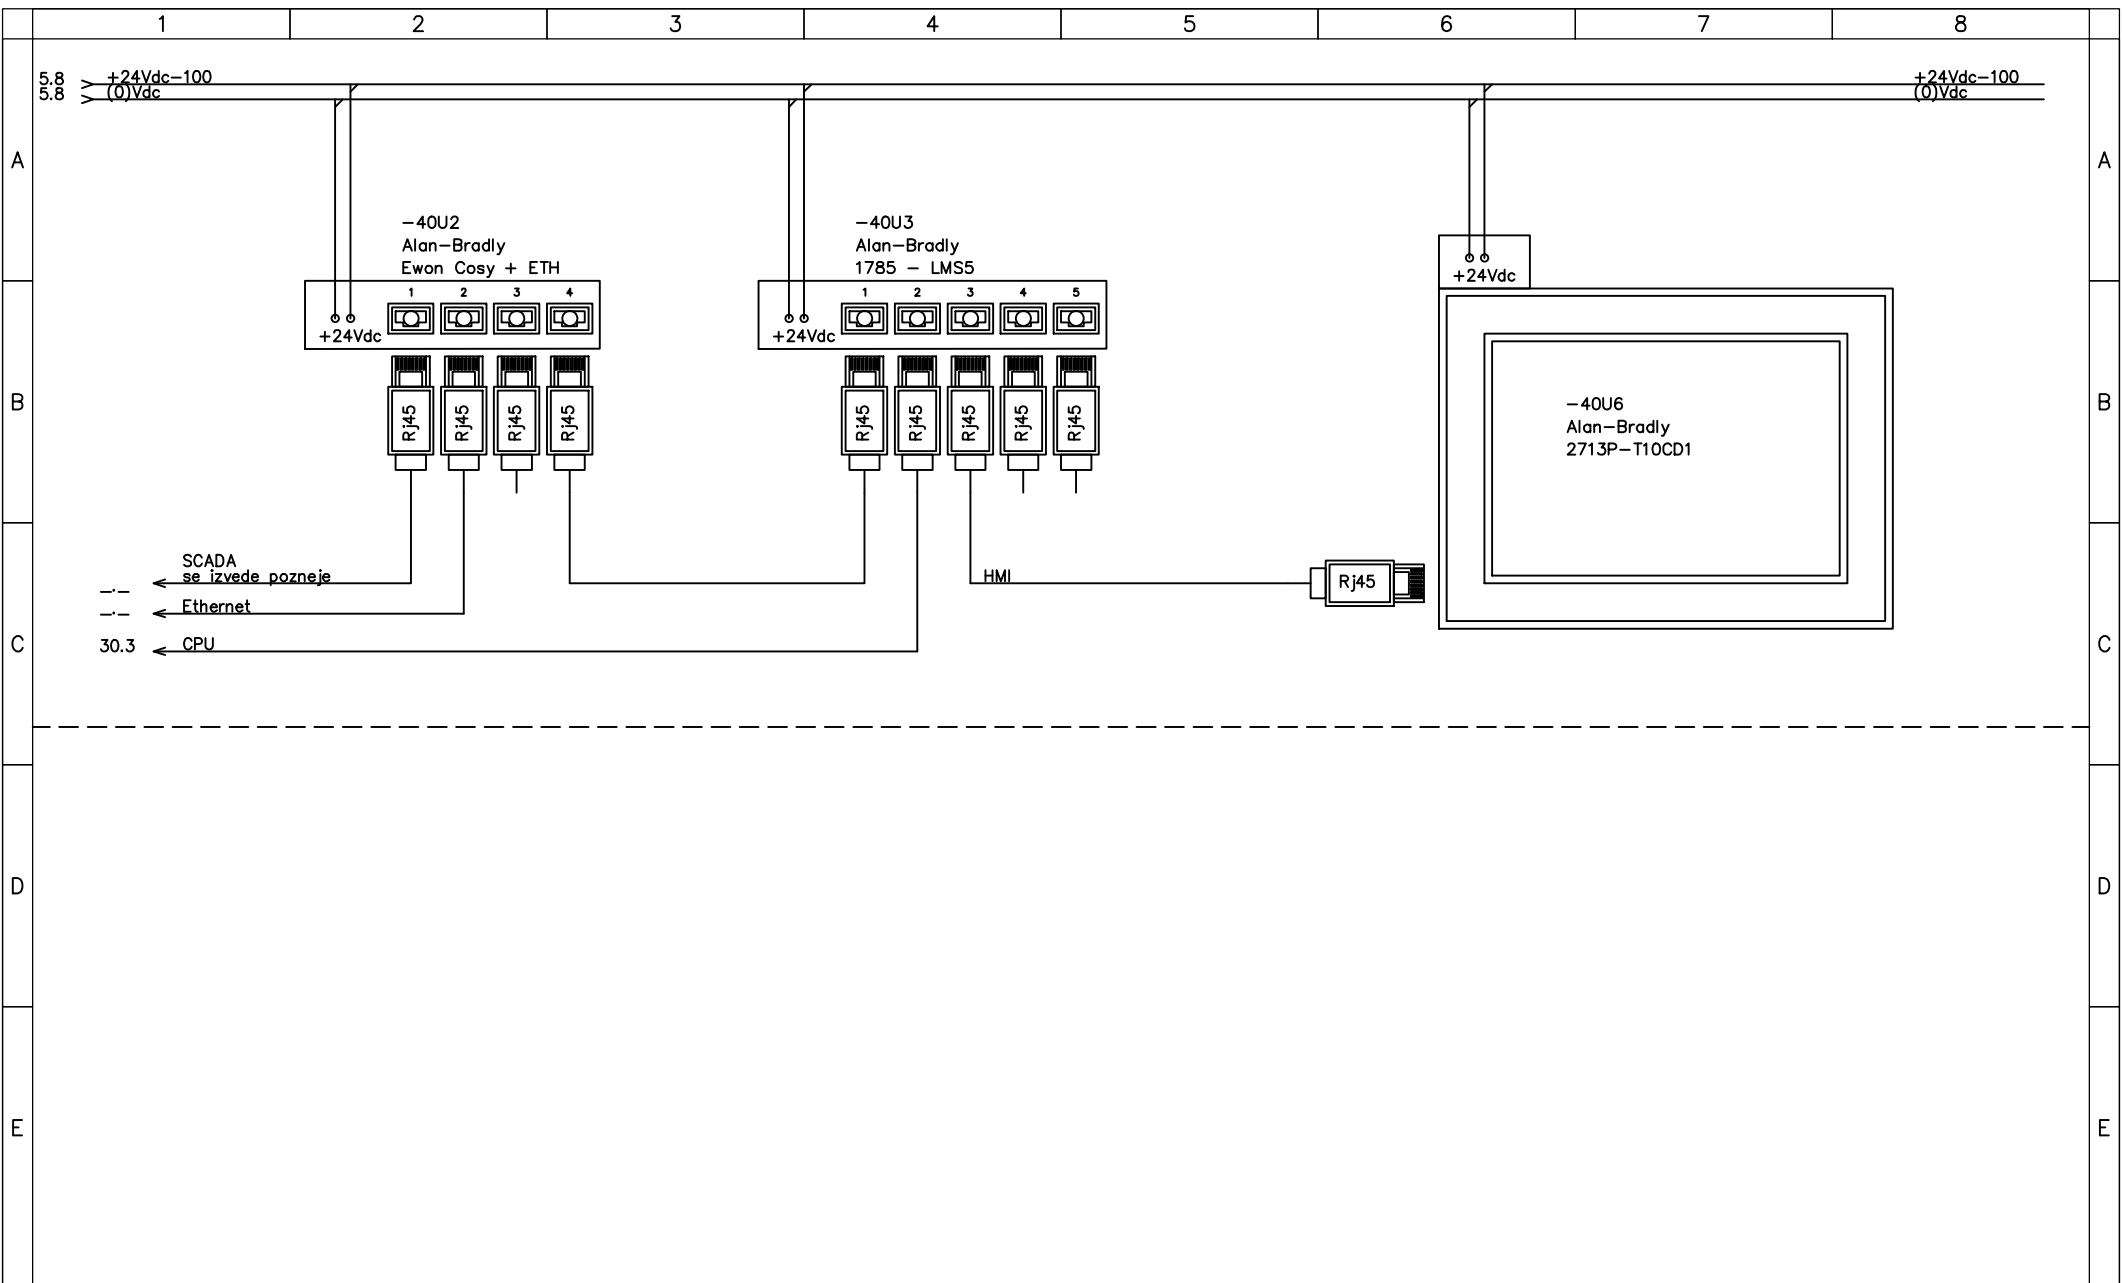 1 2 3 4 5 6 7 8
5.8 +24Vdc-100 +24Vdc-100
5.8 (0)Vdc (0)Vdc
A A
-40U2
Alan-Bradly
Ewon Cosy + ETH
1 2 3 4
+24Vdc
Rj45 Rj45 Rj45 Rj45
-40U3
Alan-Bradly
1785 - LMS5
1 2 3 4 5
+24Vdc
Rj45 Rj45 Rj45 Rj45 Rj45
+24Vdc
B B
-40U6
Alan-Bradly
2713P-T10CD1
SCADA
se izvede pozneje
HMI
Rj45
-.-
-.- Ethernet
C C
30.3 CPU
D D
E E